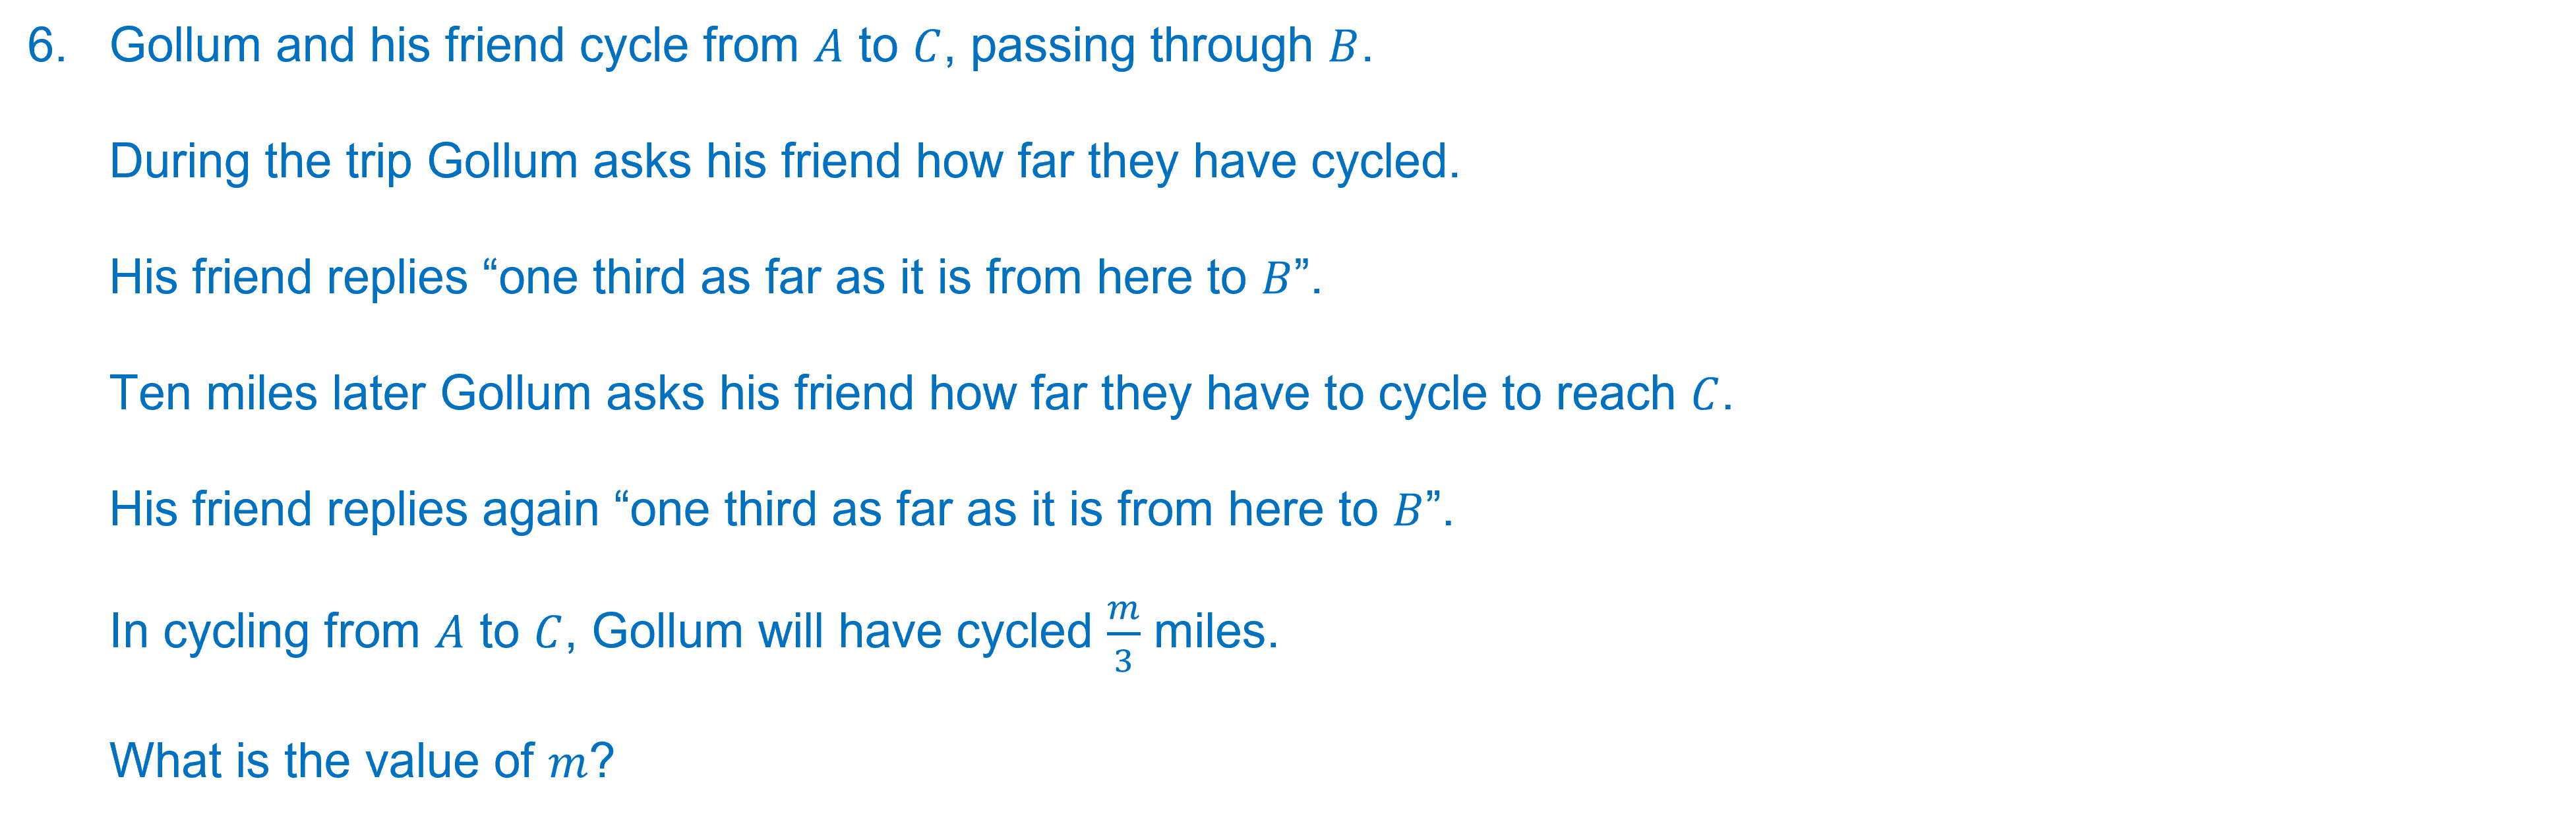 6. Gollum and his friend cycle from A to C, passing through B.
During the trip Gollum asks his friend how far they have cycled.
His friend replies “one third as far as it is from here to B”.
Ten miles later Gollum asks his friend how far they have to cycle to reach C.
His friend replies again “one third as far as it is from here to B”.
In cycling from A to C, Gollum will have cycled m/3 miles.
What is the value of m?